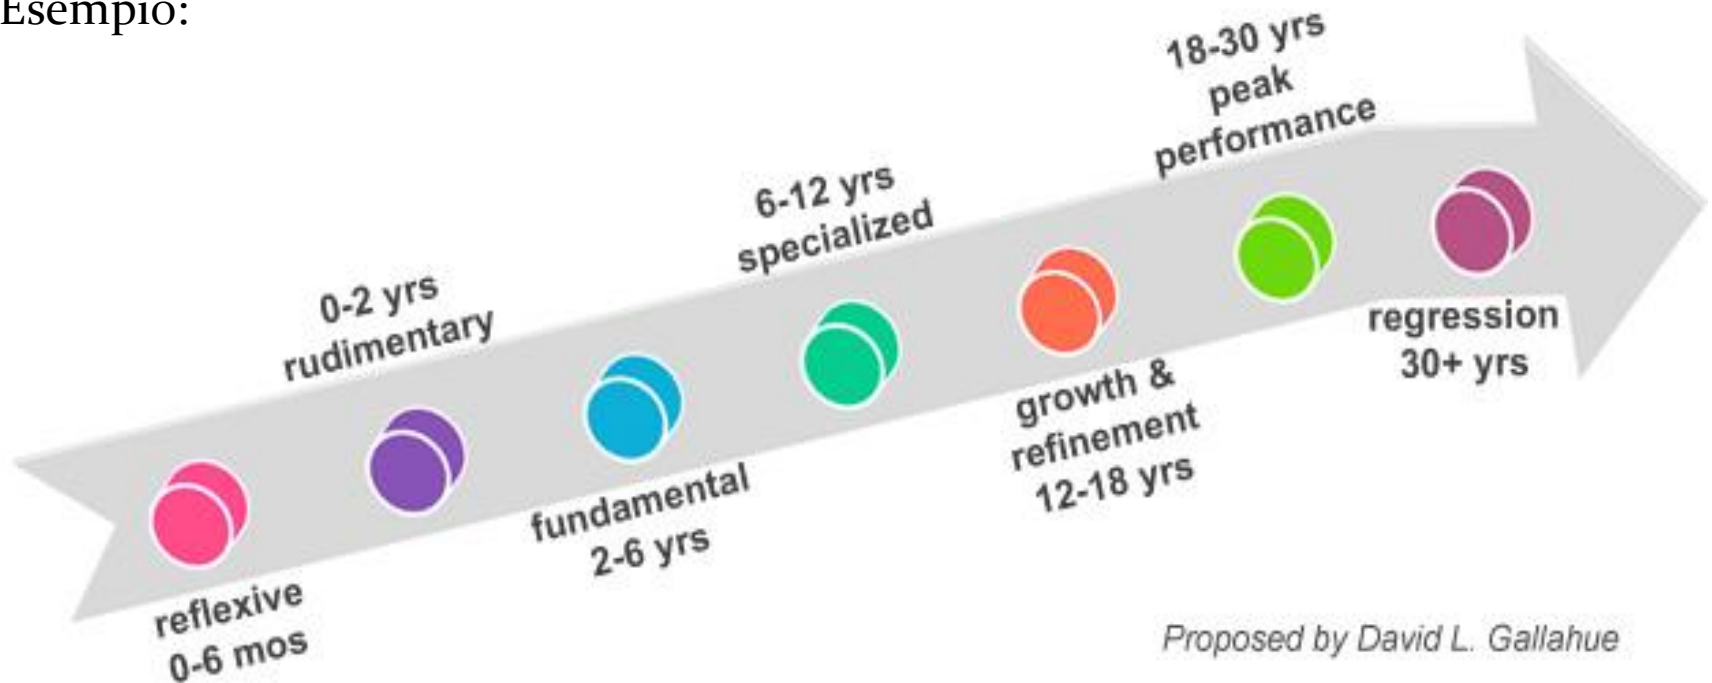 Esempio:
reflexive
0-6 mos
0-2 yrs
rudimentary
fundamental
2-6 yrs
6-12 yrs
specialized
growth &
refinement
12-18 yrs
18-30 yrs
peak
performance
regression
30+ yrs
Proposed by David L. Gallahue